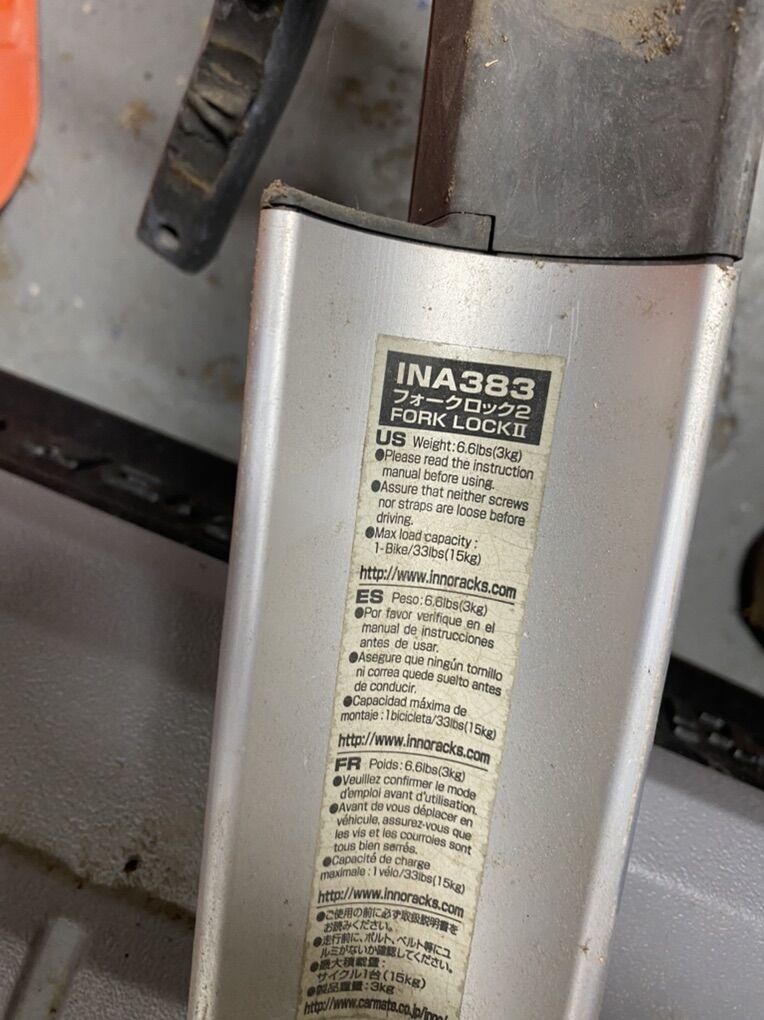 INA383
フォークロック2
FORK LOCKⅡ
US Weight:6.6lbs(3kg)
●Please read the instruction
manual before using.
●Assure that neither screws
nor straps are loose before
driving.
●Max load capacity:
1-Bike/33lbs(15kg)
http://www.innoracks.com
ES Peso:6.6lbs(3kg)
●Por favor verifique en el
manual de instrucciones
antes de usar.
●Asegure que ningún tornillo
ni correa quede suelto antes
de conducir.
●Capacidad máxima de
montaje:1bicicleta/33lbs(15kg)
http://www.innoracks.com
FR Poids:6.6lbs(3kg)
●Veuillez confirmer le mode
d'emploi avant d'utilisation.
●Avant de vous déplacer en
véhicule, assurez-vous que
les vis et les courroies sont
tous bien serrés.
●Capacité de charge
maximale:1vélo/33lbs(15kg)
http://www.innoracks.com
●ご使用の前に必ず取扱説明書を
お読みください。
●走行前に、ボルト、ベルト等にユ
ルミがないか確認してください。
●最大積載量:
サイクル1台(15kg)
●製品重量:3kg
http://www.carmate.co.jp/inno/